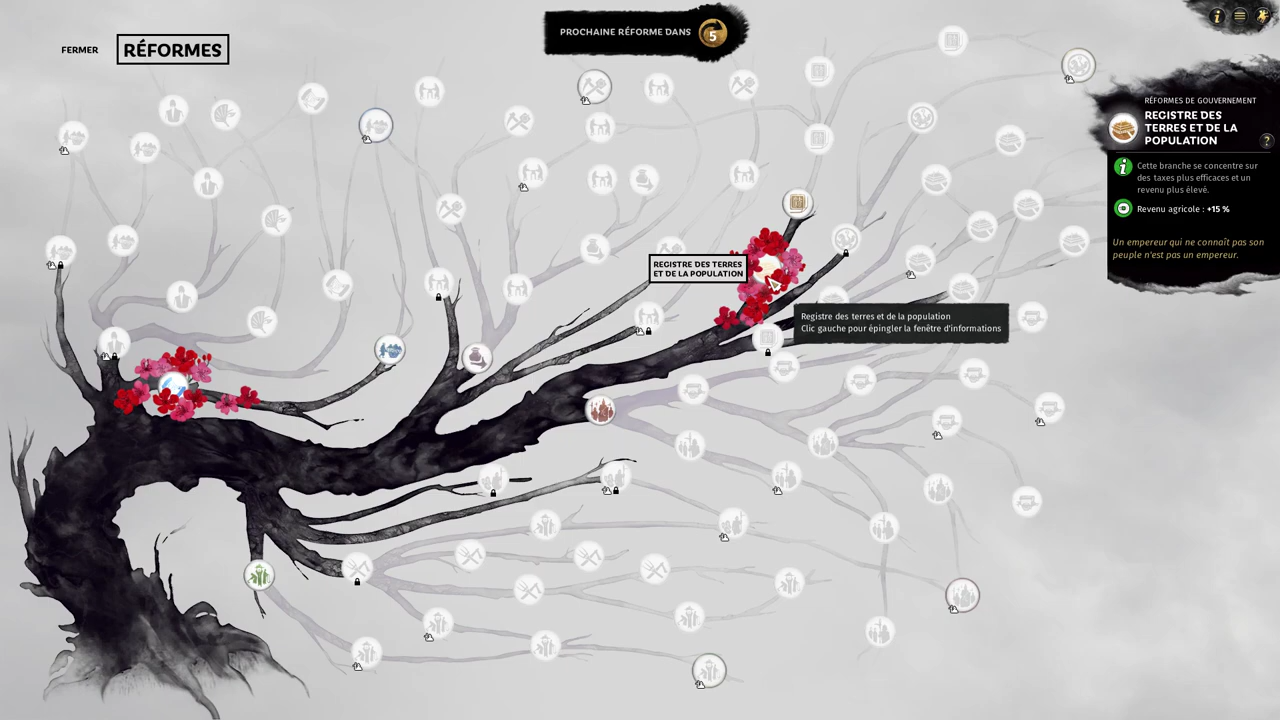 FERMER
RÉFORMES
PROCHAINE RÉFORME DANS
5
RÉFORMES DE GOUVERNEMENT
REGISTRE DES
TERRES ET DE LA
POPULATION
?
Cette branche se concentre sur
des taxes plus efficaces et un
revenu plus élevé.
Revenu agricole : +15 %
Un empereur qui ne connaît pas son
peuple n'est pas un empereur.
REGISTRE DES TERRES
ET DE LA POPULATION
Registre des terres et de la population
Clic gauche pour épingler la fenêtre d'informations